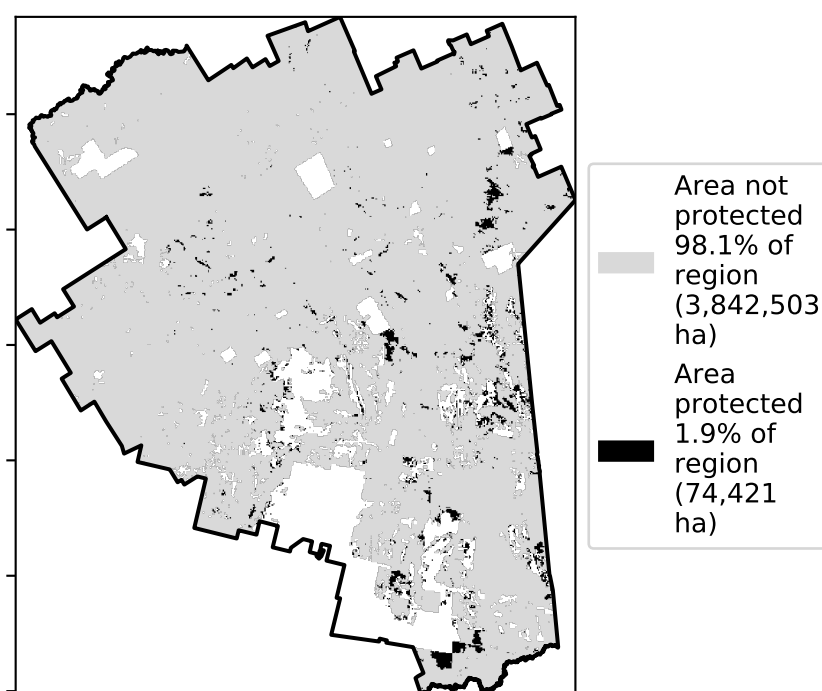 Area not
protected
98.1% of
region
(3,842,503
ha)
Area
protected
1.9% of
region
(74,421
ha)